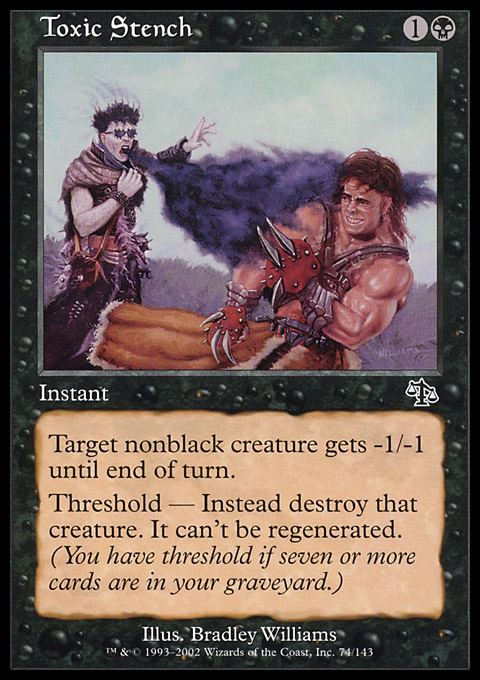 Toxic Stench 1
WILLIAMS
Instant
Target nonblack creature gets -1/-1
until end of turn.
Threshold — Instead destroy that
creature. It can't be regenerated.
(You have threshold if seven or more
cards are in your graveyard.)
Illus. Bradley Williams
™ & © 1993–2002 Wizards of the Coast, Inc. 74/143